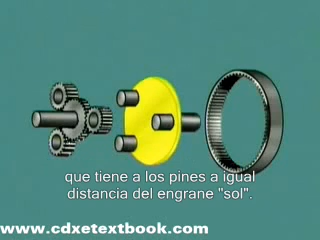 que tiene a los pines a igual
distancia del engrane "sol".
www.cdxetextbook.com